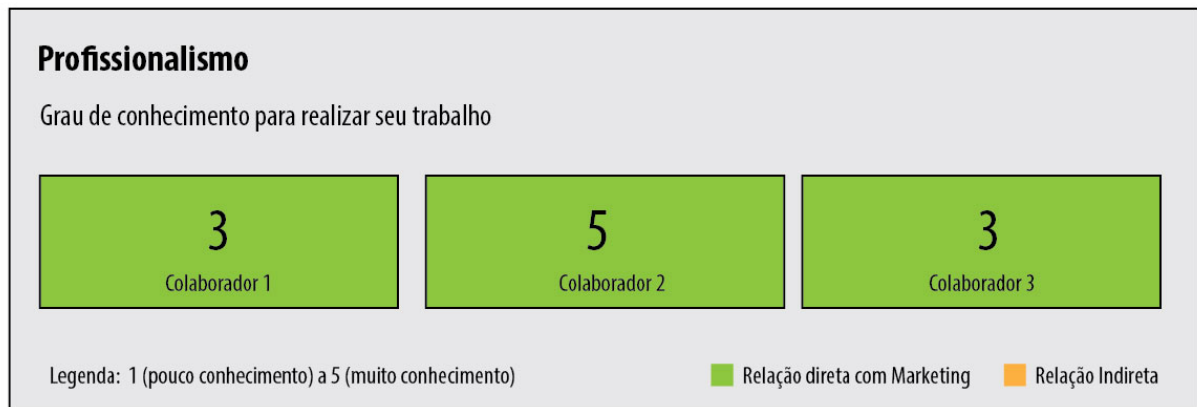 Profissionalismo
Grau de conhecimento para realizar seu trabalho
3
Colaborador 1
5
Colaborador 2
3
Colaborador 3
Legenda: 1 (pouco conhecimento) a 5 (muito conhecimento)
Relação direta com Marketing
Relação Indireta